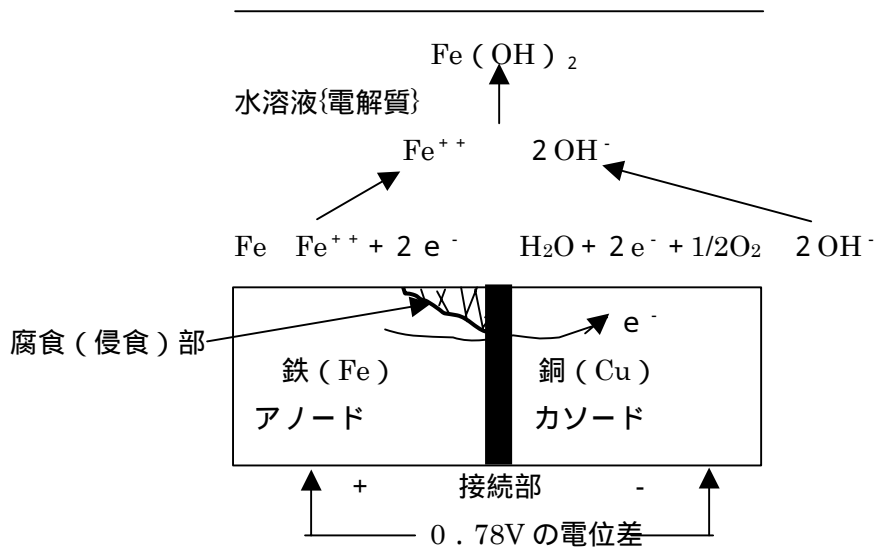 Fe（OH）₂
水溶液{電解質}
Fe⁺⁺ 2OH⁻
Fe Fe⁺⁺ + 2e⁻ H₂O + 2e⁻ + 1/2O₂ 2OH⁻
腐食（侵食）部
e⁻
鉄（Fe） 銅（Cu）
アノード カソード
+ 接続部 -
0．78Vの電位差